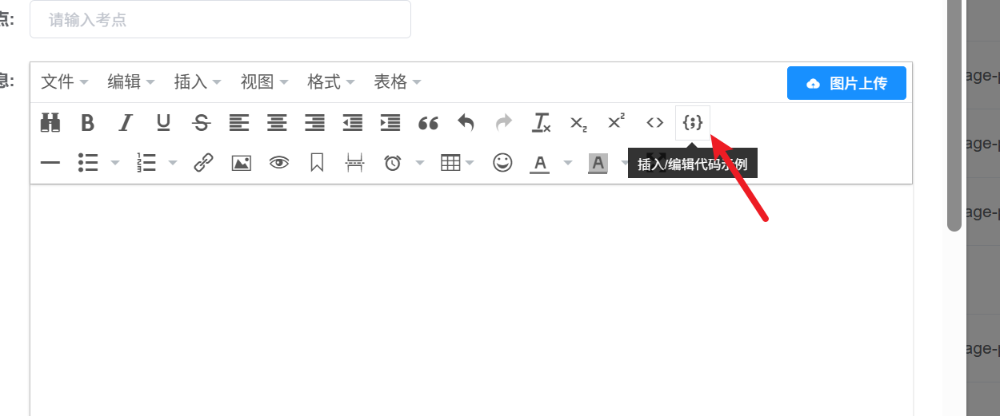 点:
请输入考点
息:
文件 编辑 插入 视图 格式 表格
图片上传
插入/编辑代码示例
age-p
age-p
age-p
age-p